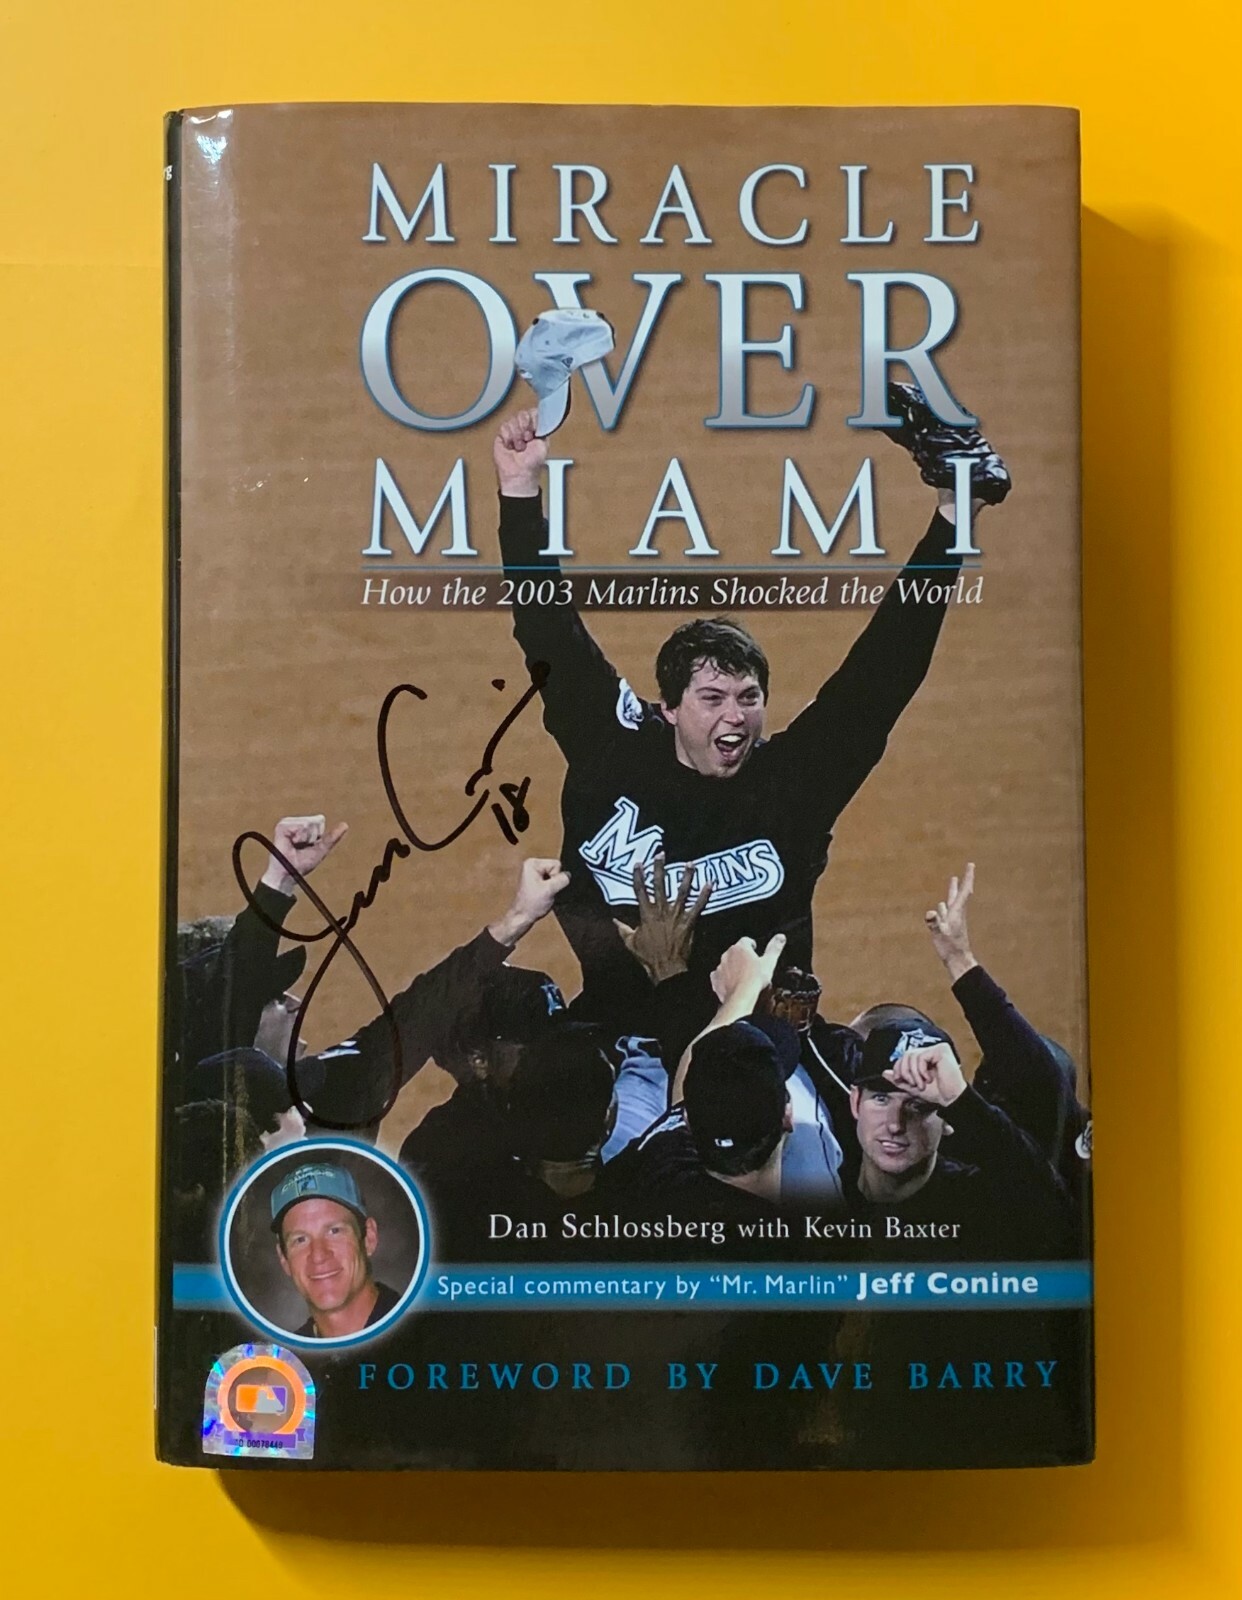 MIRACLE
OVER
MIAMI
How the 2003 Marlins Shocked the World
18
MARLINS
Dan Schlossberg with Kevin Baxter
Special commentary by "Mr. Marlin" Jeff Conine
FOREWORD BY DAVE BARRY